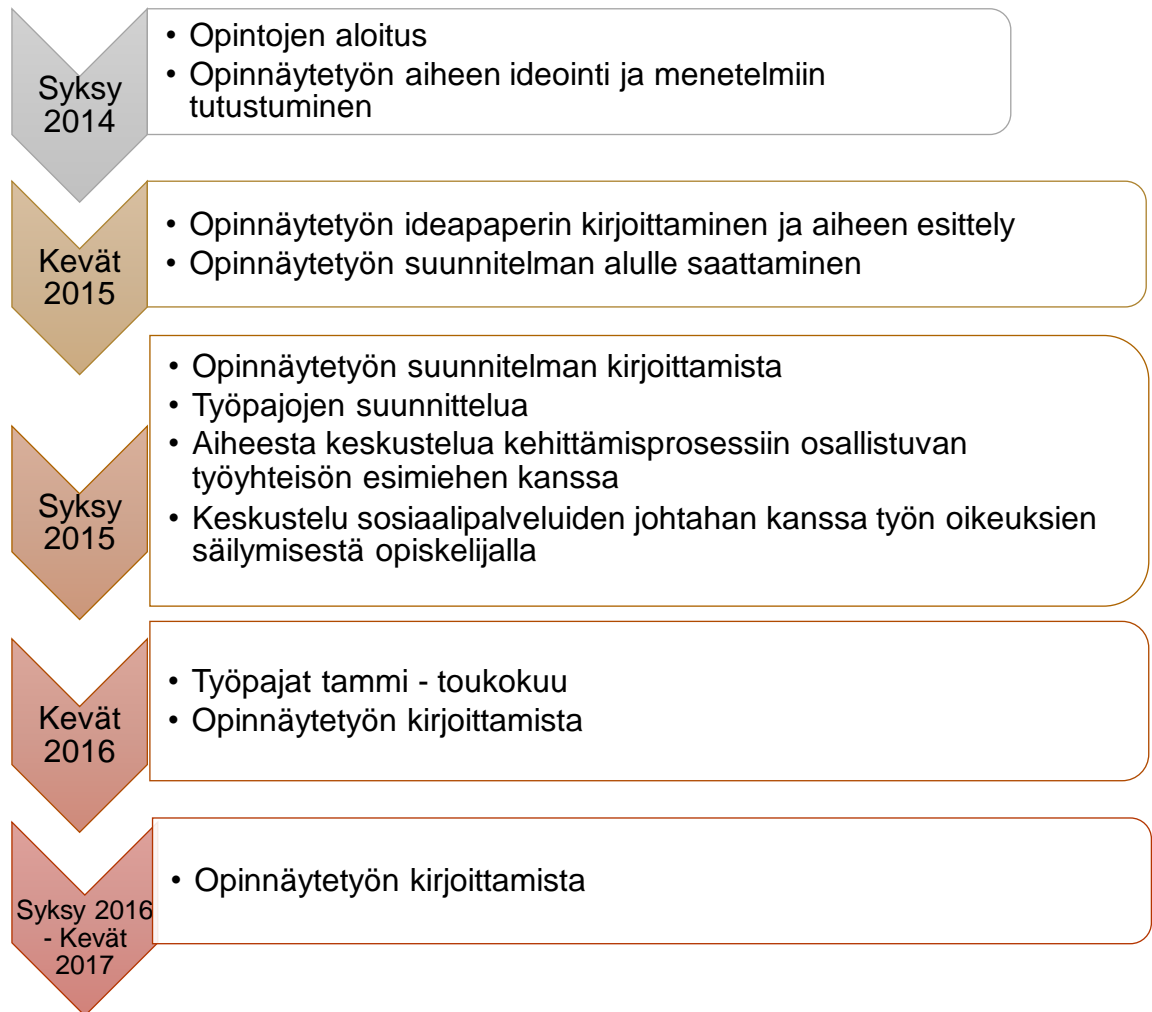 Syksy
2014
• Opintojen aloitus
• Opinnäytetyön aiheen ideointi ja menetelmiin
tutustuminen
Kevät
2015
• Opinnäytetyön ideapaperin kirjoittaminen ja aiheen esittely
• Opinnäytetyön suunnitelman alulle saattaminen
Syksy
2015
• Opinnäytetyön suunnitelman kirjoittamista
• Työpajojen suunnittelua
• Aiheesta keskustelua kehittämisprosessiin osallistuvan
työyhteisön esimiehen kanssa
• Keskustelu sosiaalipalveluiden johtahan kanssa työn oikeuksien
säilymisestä opiskelijalla
Kevät
2016
• Työpajat tammi - toukokuu
• Opinnäytetyön kirjoittamista
Syksy 2016
- Kevät
2017
• Opinnäytetyön kirjoittamista